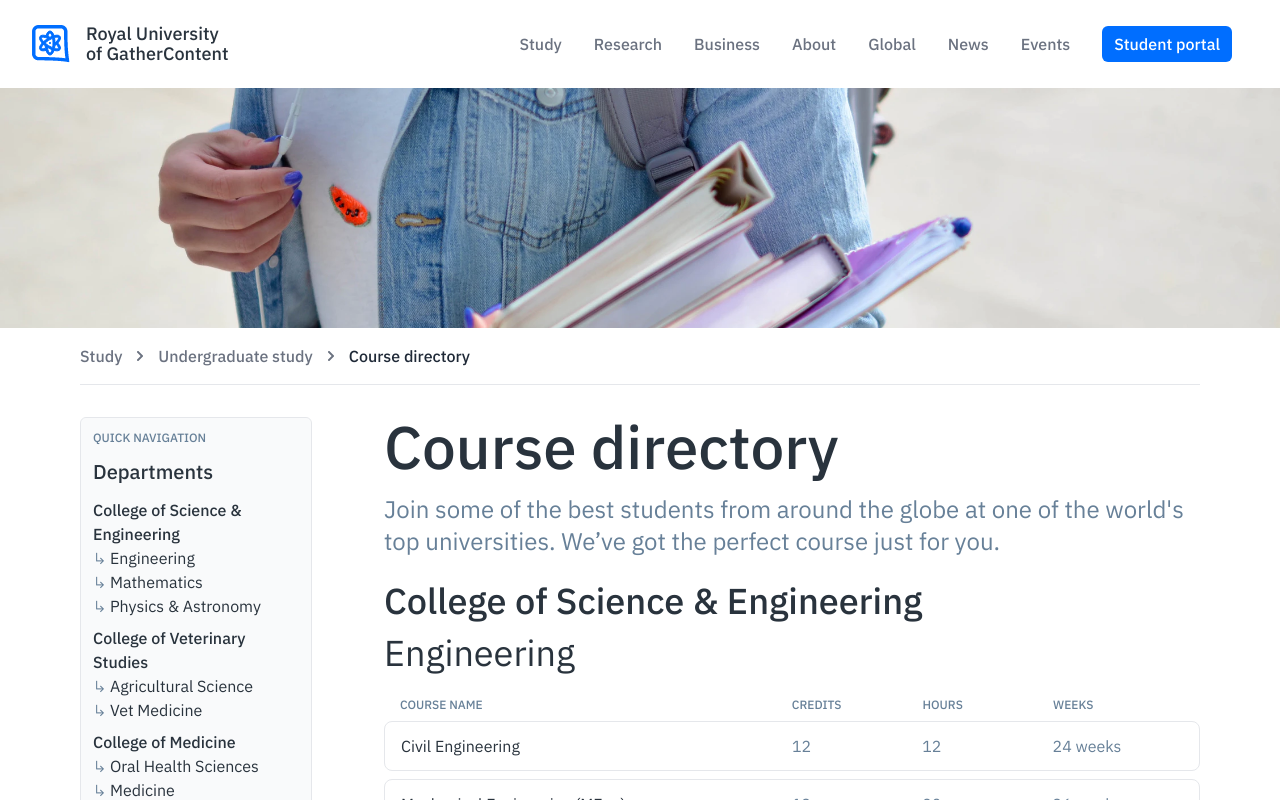 Royal University
of GatherContent
Study Research Business About Global News Events Student portal
Study Undergraduate study Course directory
QUICK NAVIGATION
Departments
College of Science &
Engineering
↳ Engineering
↳ Mathematics
↳ Physics & Astronomy
College of Veterinary
Studies
↳ Agricultural Science
↳ Vet Medicine
College of Medicine
↳ Oral Health Sciences
↳ Medicine
Course directory
Join some of the best students from around the globe at one of the world's
top universities. We’ve got the perfect course just for you.
College of Science & Engineering
Engineering
COURSE NAME CREDITS HOURS WEEKS
Civil Engineering 12 12 24 weeks